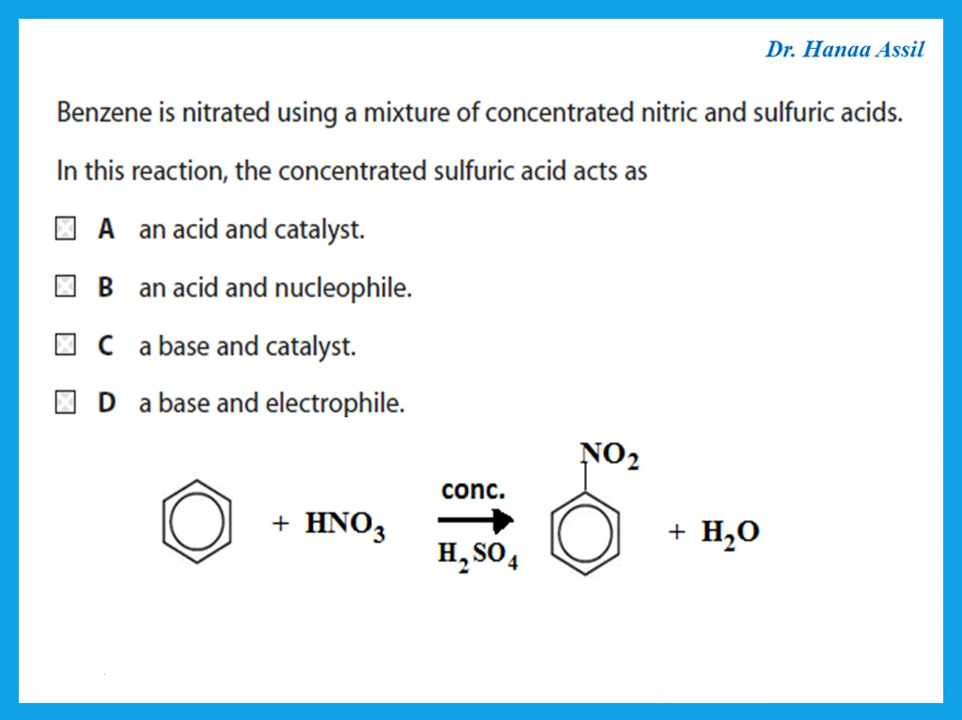 Dr. Hanaa Assil
Benzene is nitrated using a mixture of concentrated nitric and sulfuric acids.
In this reaction, the concentrated sulfuric acid acts as
A an acid and catalyst.
B an acid and nucleophile.
C a base and catalyst.
D a base and electrophile.
NO₂
conc.
+ HNO₃
H₂SO₄
+ H₂O